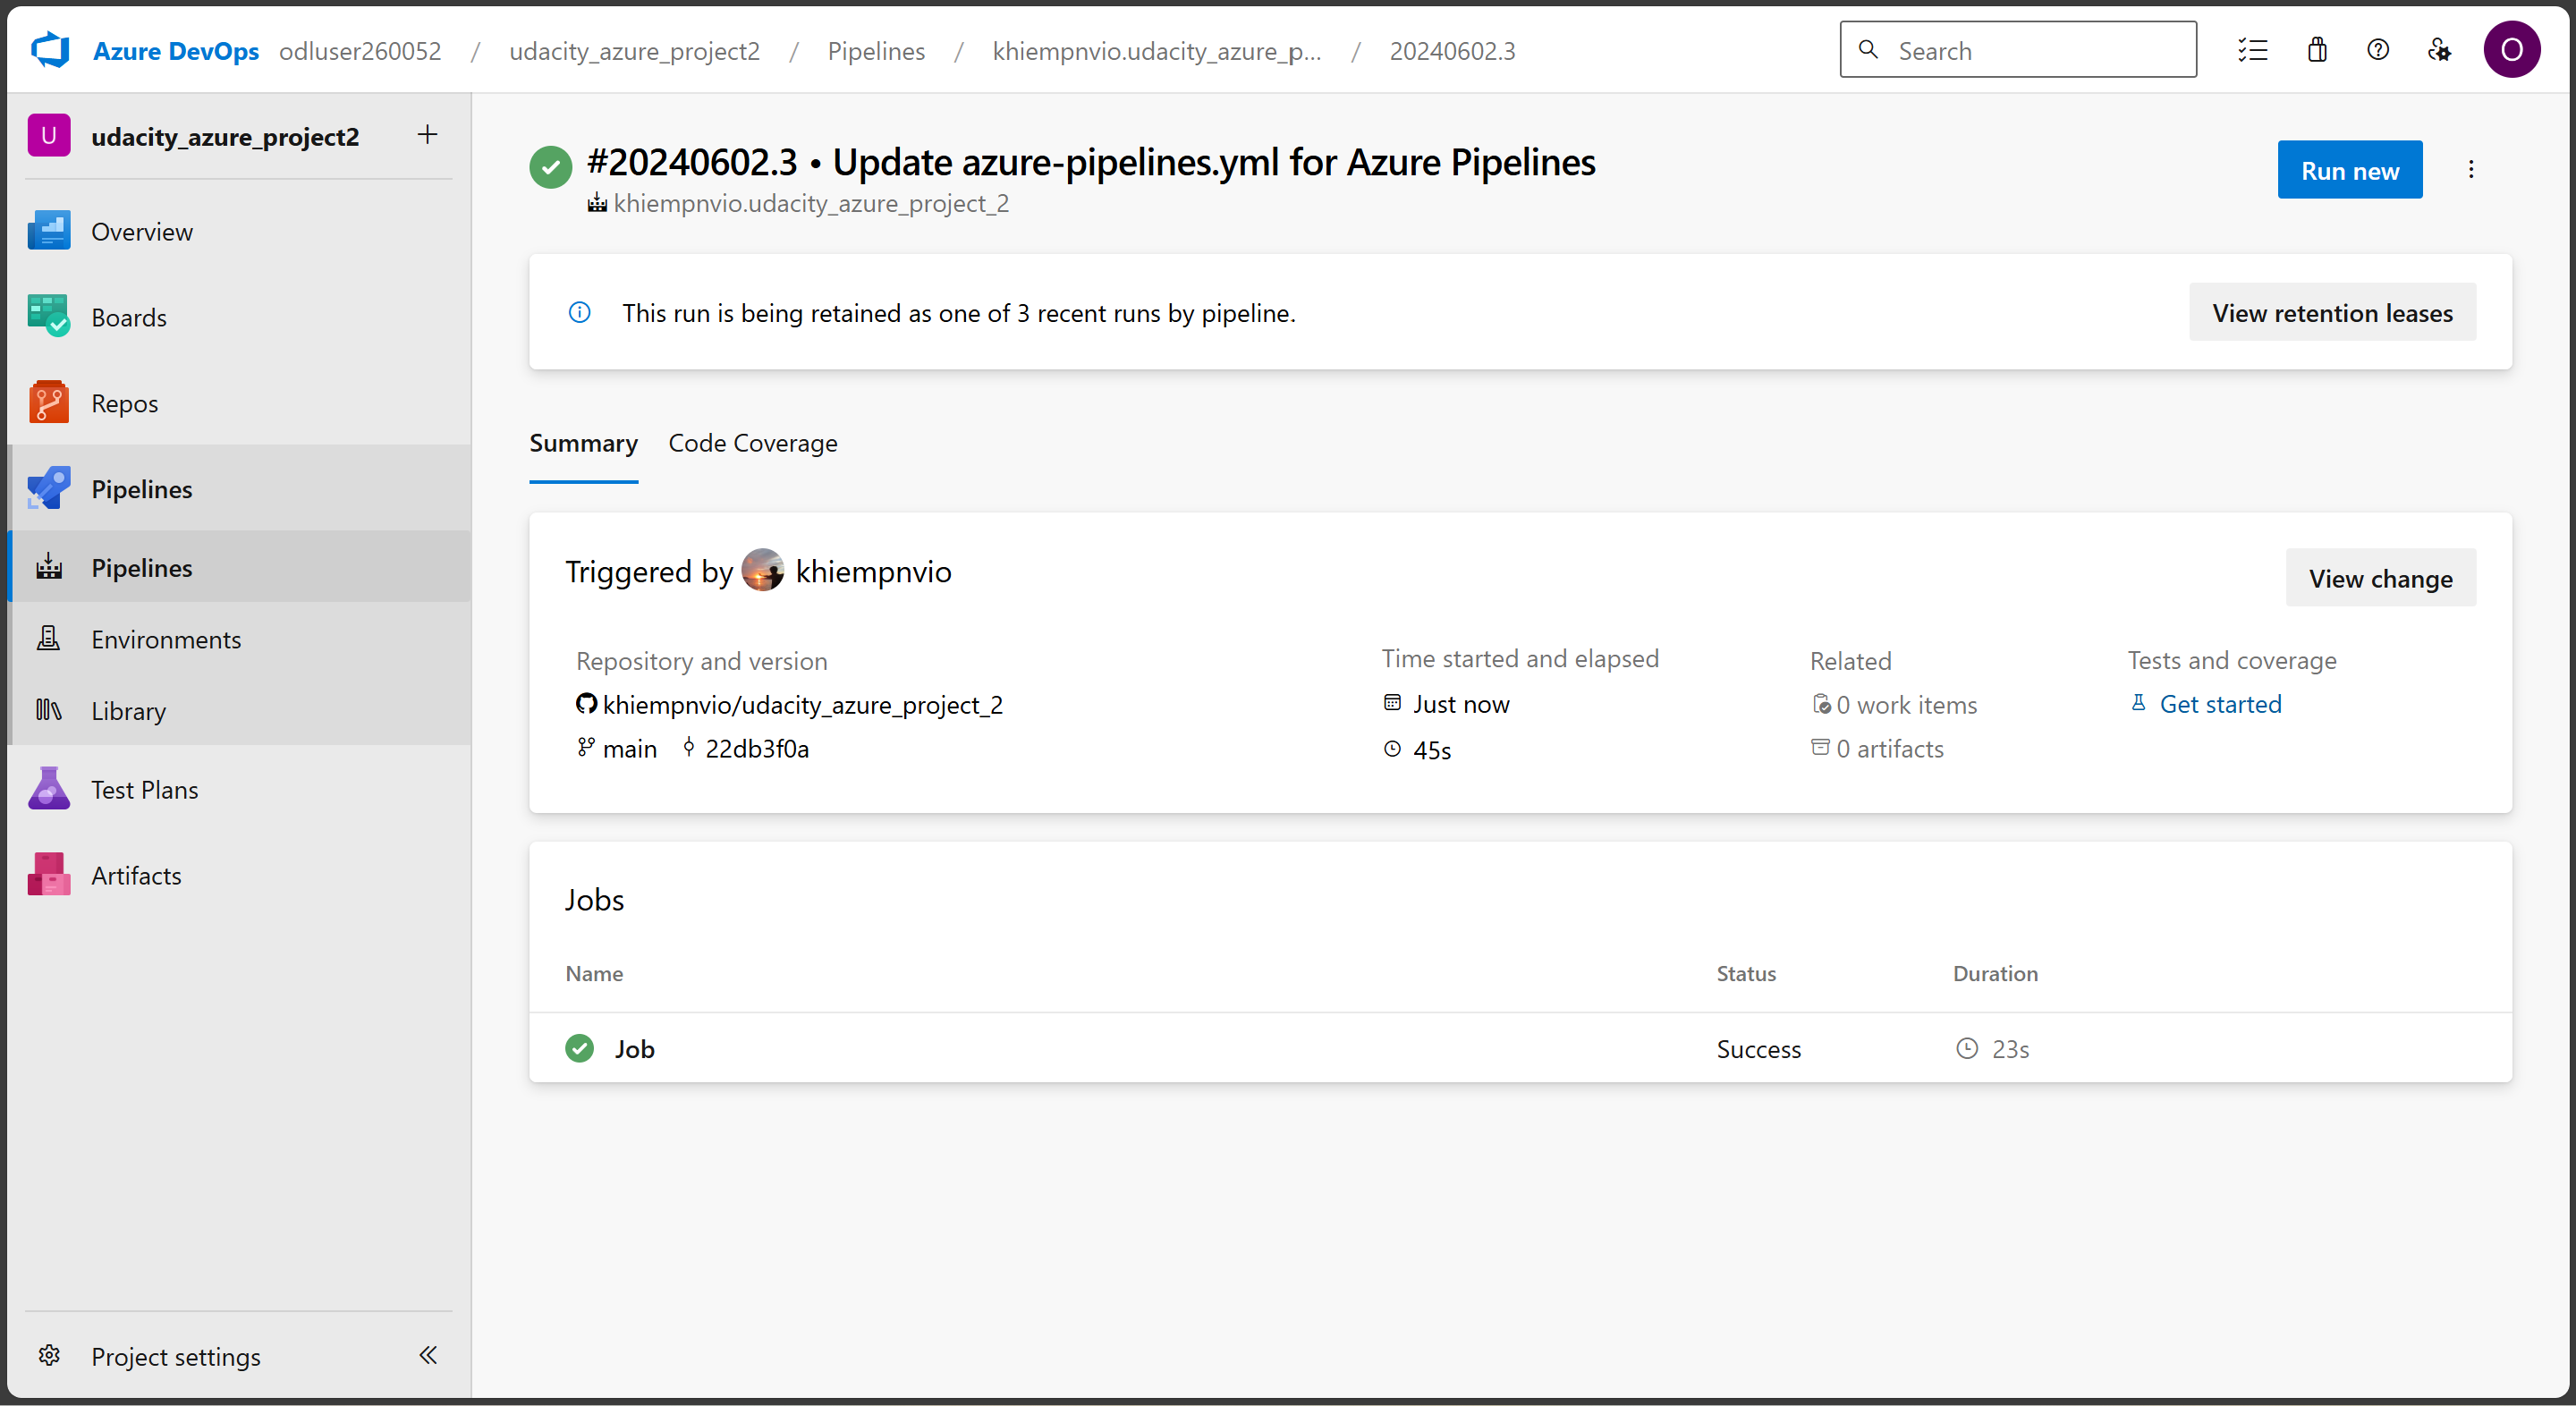 Azure DevOps odluser260052 / udacity_azure_project2 / Pipelines / khiempnvio.udacity_azure_p... / 20240602.3
Search
O
U udacity_azure_project2
Overview
Boards
Repos
Pipelines
Pipelines
Environments
Library
Test Plans
Artifacts
Project settings
#20240602.3 • Update azure-pipelines.yml for Azure Pipelines
khiempnvio.udacity_azure_project_2
Run new
This run is being retained as one of 3 recent runs by pipeline.
View retention leases
Summary Code Coverage
Triggered by khiempnvio
View change
Repository and version
khiempnvio/udacity_azure_project_2
main 22db3f0a
Time started and elapsed
Just now
45s
Related
0 work items
0 artifacts
Tests and coverage
Get started
Jobs
Name Status Duration
Job Success 23s